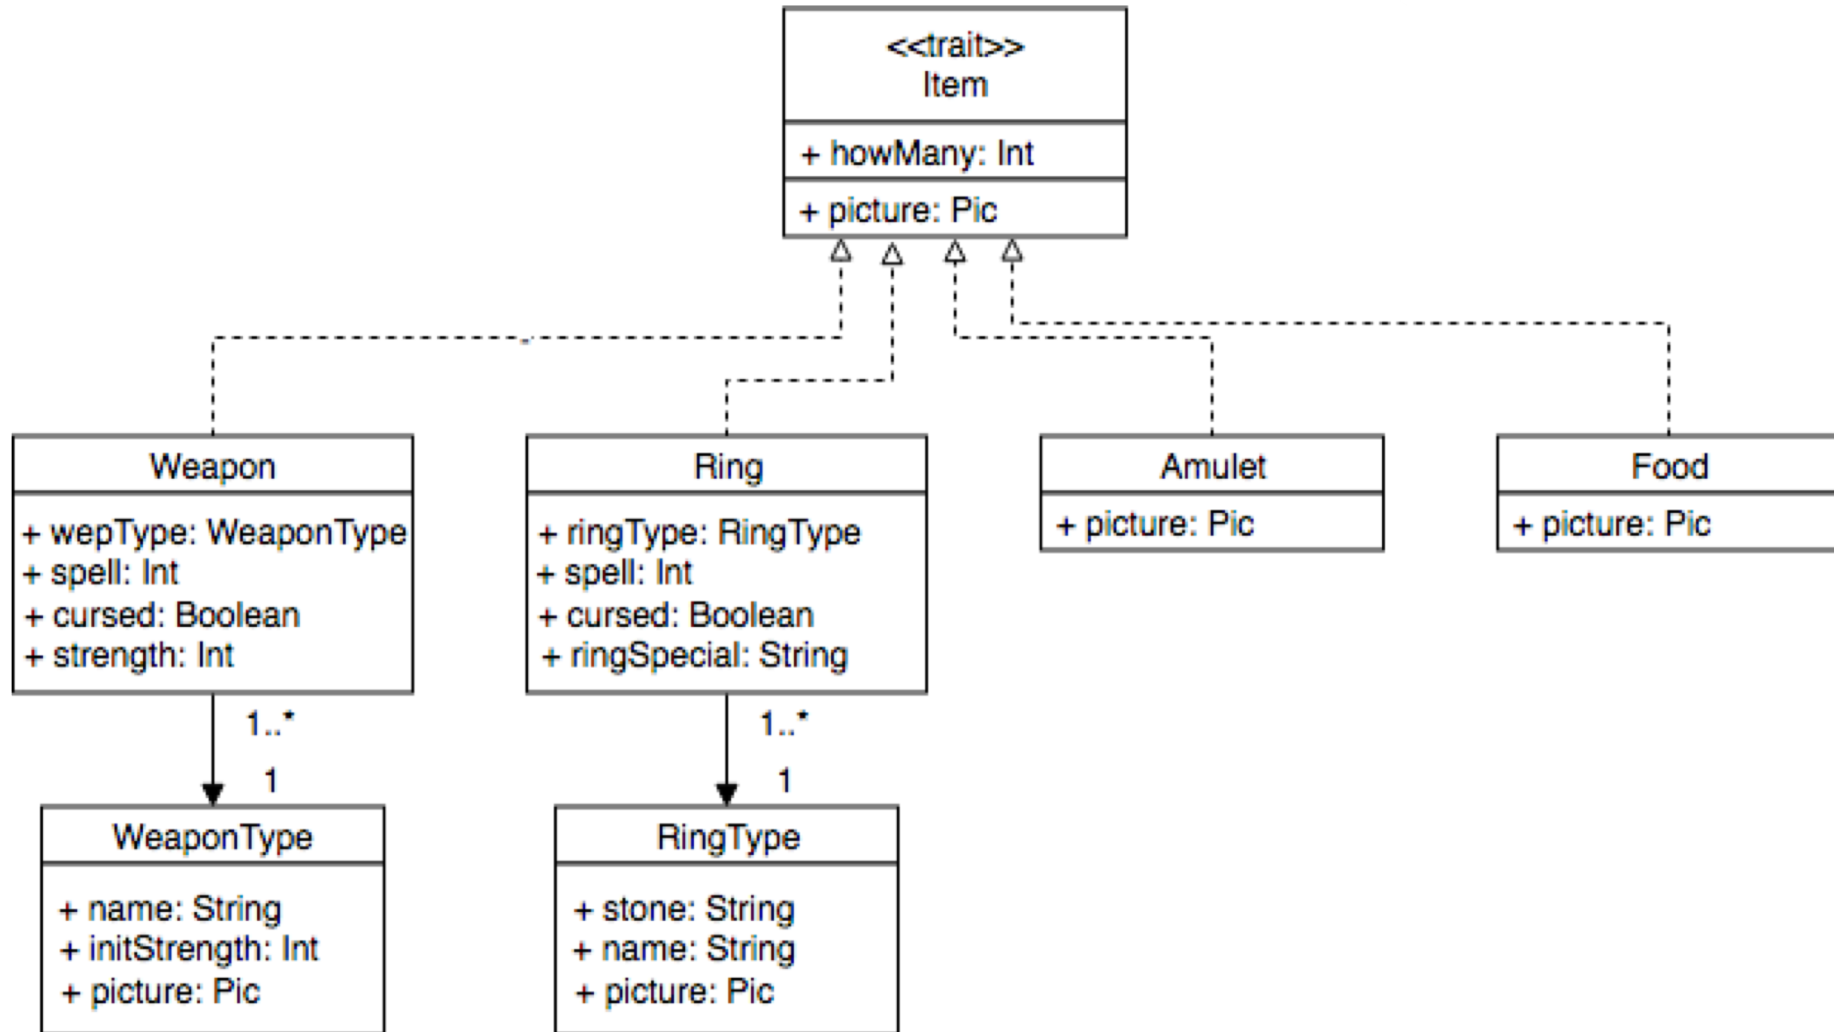 <<trait>>
Item
+ howMany: Int
+ picture: Pic
Weapon
+ wepType: WeaponType
+ spell: Int
+ cursed: Boolean
+ strength: Int
Ring
+ ringType: RingType
+ spell: Int
+ cursed: Boolean
+ ringSpecial: String
Amulet
+ picture: Pic
Food
+ picture: Pic
1..*
1
1..*
1
WeaponType
+ name: String
+ initStrength: Int
+ picture: Pic
RingType
+ stone: String
+ name: String
+ picture: Pic